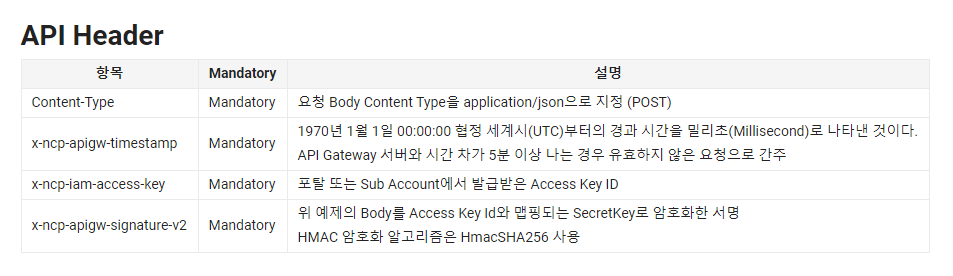 API Header
항목 Mandatory 설명
Content-Type Mandatory 요청 Body Content Type을 application/json으로 지정 (POST)
x-ncp-apigw-timestamp Mandatory 1970년 1월 1일 00:00:00 협정 세계시(UTC)부터의 경과 시간을 밀리초(Millisecond)로 나타낸 것이다.
API Gateway 서버와 시간 차가 5분 이상 나는 경우 유효하지 않은 요청으로 간주
x-ncp-iam-access-key Mandatory 포탈 또는 Sub Account에서 발급받은 Access Key ID
x-ncp-apigw-signature-v2 Mandatory 위 예제의 Body를 Access Key Id와 맵핑되는 SecretKey로 암호화한 서명
HMAC 암호화 알고리즘은 HmacSHA256 사용